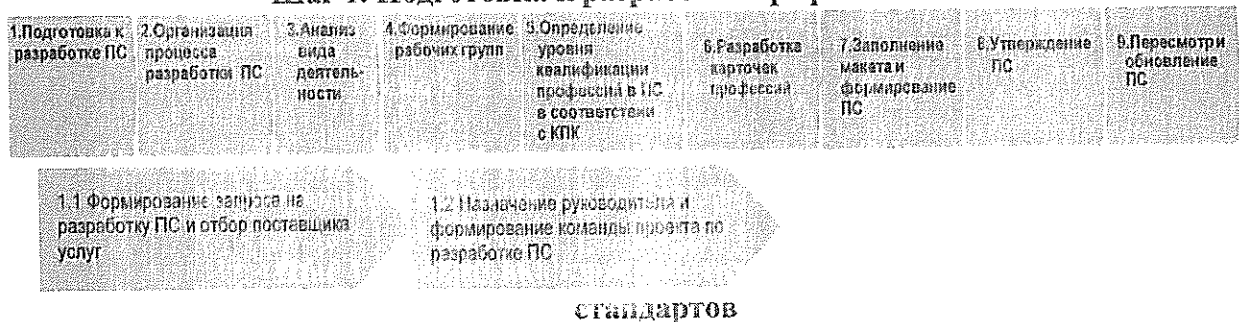 1.Подготовка к
разработке ПС
2.Организация
процесса
разработки ПС
3.Анализ
вида
деятель-
ности
4.Формирование
рабочих групп
5.Определение
уровня
квалификации
профессий в ПС
в соответствии
с КПК
6.Разработка
карточек
профессий
7.Заполнение
макета и
формирование
ПС
8.Утверждение
ПС
9.Пересмотр и
обновление
ПС
1.1 Формирование запроса на
разработку ПС и отбор поставщика
услуг
1.2 Назначение руководителя и
формирование команды проекта по
разработке ПС
стандартов